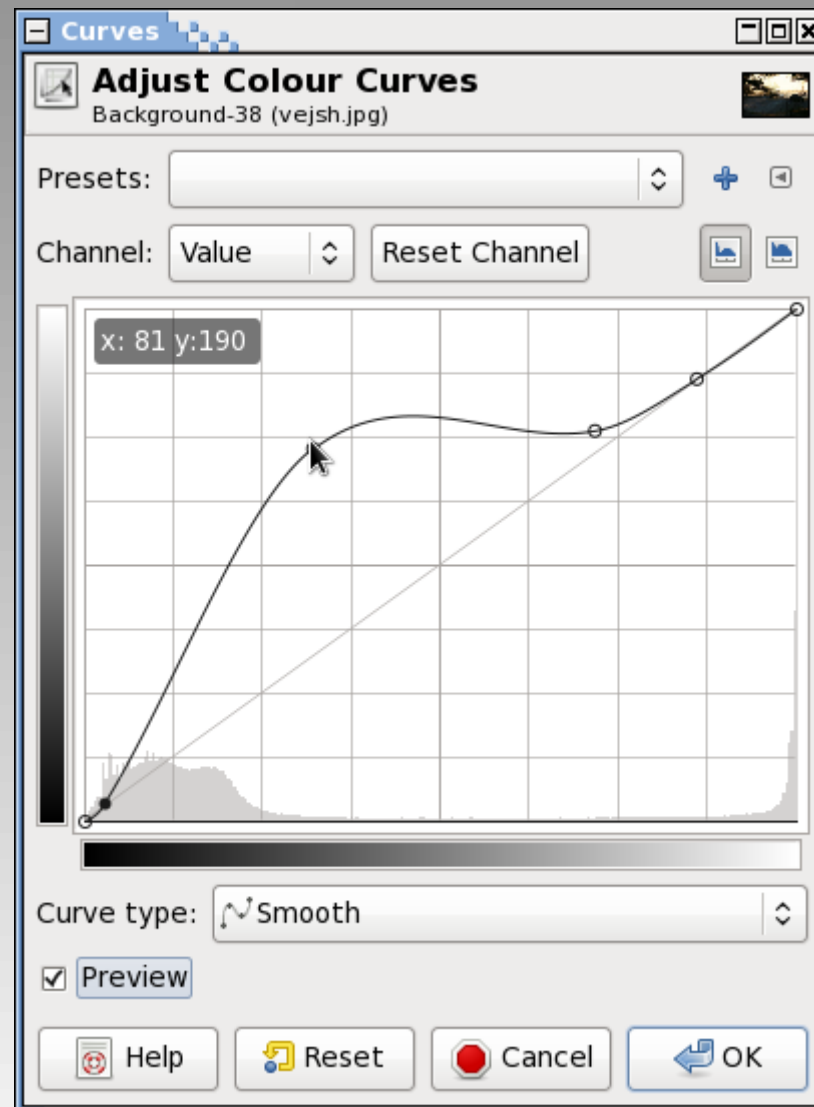 Curves
Adjust Colour Curves
Background-38 (vejsh.jpg)
Presets:
Channel: Value Reset Channel
x: 81 y:190
Curve type: Smooth
Preview
Help Reset Cancel OK